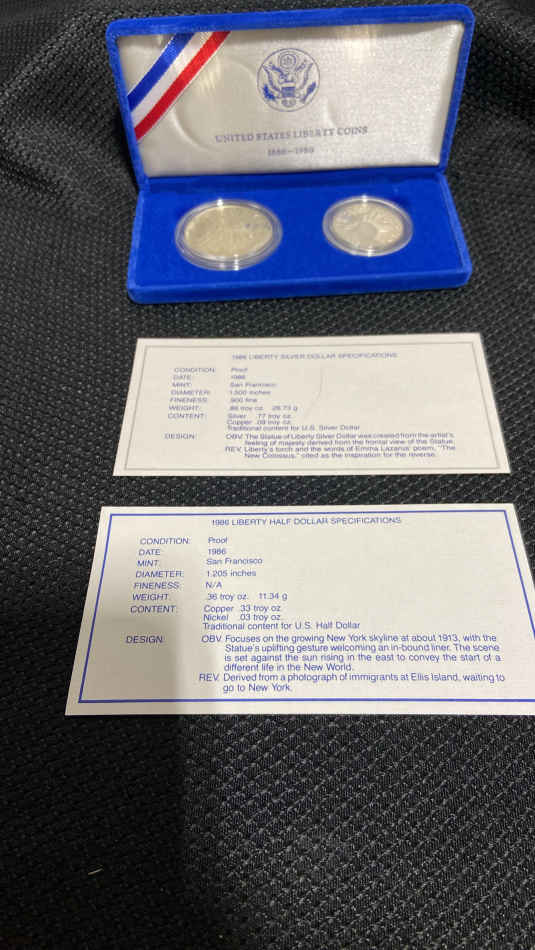 UNITED STATES LIBERTY COINS
1886-1986
1986 LIBERTY SILVER DOLLAR SPECIFICATIONS
CONDITION: Proof
DATE: 1986
MINT: San Francisco
DIAMETER: 1.500 inches
FINENESS: .900 fine
WEIGHT: .86 troy oz. 26.73 g
CONTENT: Silver .77 troy oz.
Copper .09 troy oz.
Traditional content for U.S. Silver Dollar
DESIGN: OBV. The Statue of Liberty Silver Dollar was created from the artist's
feeling of majesty derived from the frontal view of the Statue.
REV. Liberty's torch and the words of Emma Lazarus' poem, "The
New Colossus," cited as the inspiration for the reverse.
1986 LIBERTY HALF DOLLAR SPECIFICATIONS
CONDITION: Proof
DATE: 1986
MINT: San Francisco
DIAMETER: 1.205 inches
FINENESS: N/A
WEIGHT: .36 troy oz. 11.34 g
CONTENT: Copper .33 troy oz.
Nickel .03 troy oz.
Traditional content for U.S. Half Dollar
DESIGN: OBV. Focuses on the growing New York skyline at about 1913, with the
Statue's uplifting gesture welcoming an in-bound liner. The scene
is set against the sun rising in the east to convey the start of a
different life in the New World.
REV. Derived from a photograph of immigrants at Ellis Island, waiting to
go to New York.